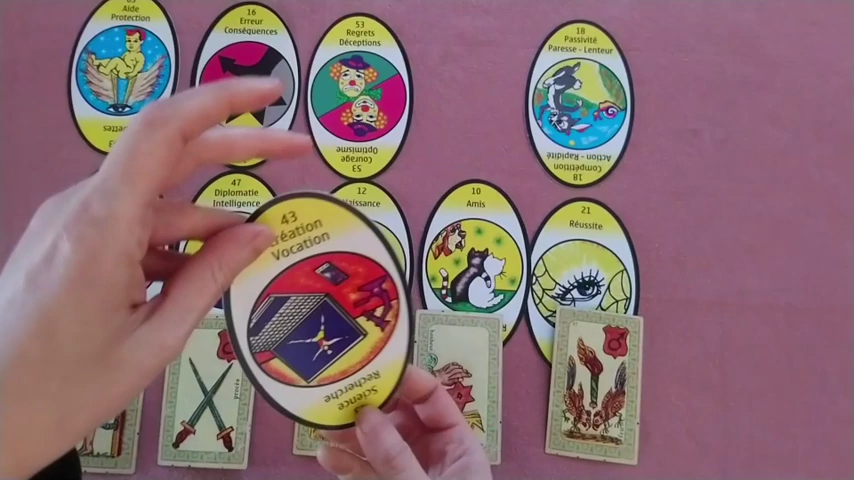 Aide
Protection
16
Erreur
Conséquences
53
Regrets
Déceptions
Courage
Optimisme
53
18
Passivité
Paresse - Lenteur
Action - Rapidité
18
47
Diplomatie
Intelligence
12
10
Amis
21
Réussite
43
Création
Vocation
Science
Recherche